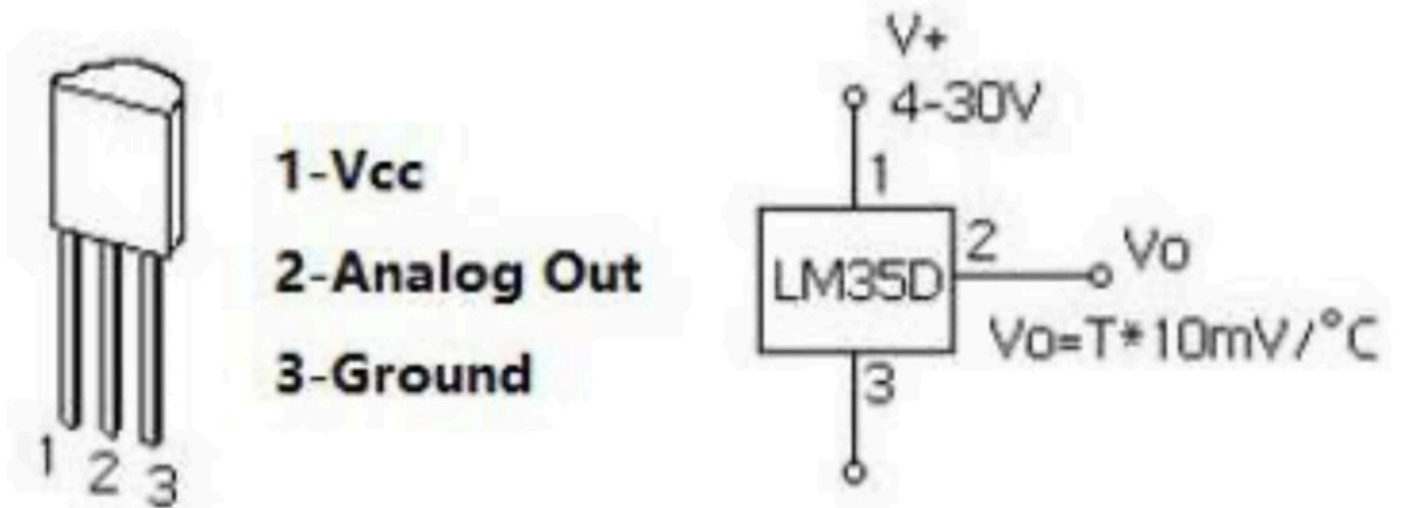 1-Vcc
2-Analog Out
3-Ground
1 2 3
V+
4-30V
1
LM35D
2
Vo
Vo=T*10mV/°C
3